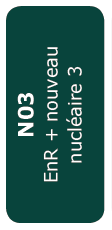 N03
EnR + nouveau
nucléaire 3